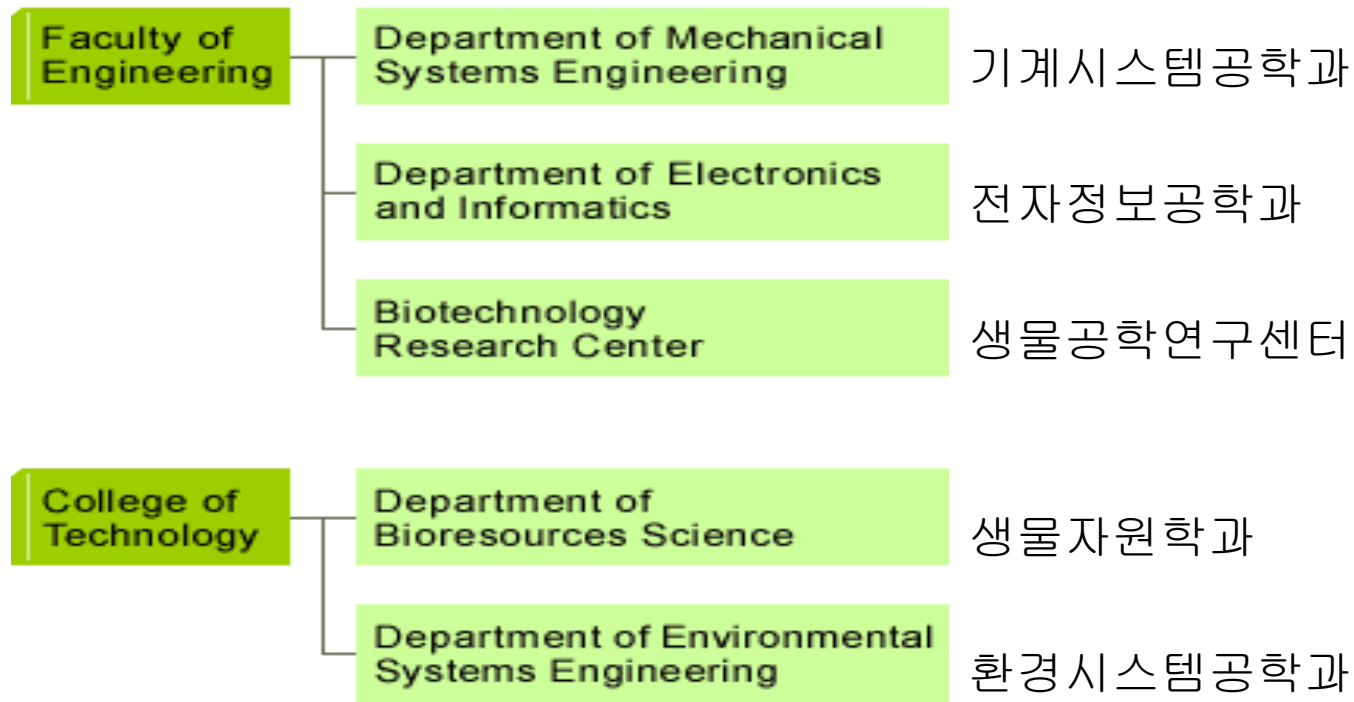 Faculty of
Engineering
Department of Mechanical
Systems Engineering
기계시스템공학과
Department of Electronics
and Informatics
전자정보공학과
Biotechnology
Research Center
생물공학연구센터
College of
Technology
Department of
Bioresources Science
생물자원학과
Department of Environmental
Systems Engineering
환경시스템공학과